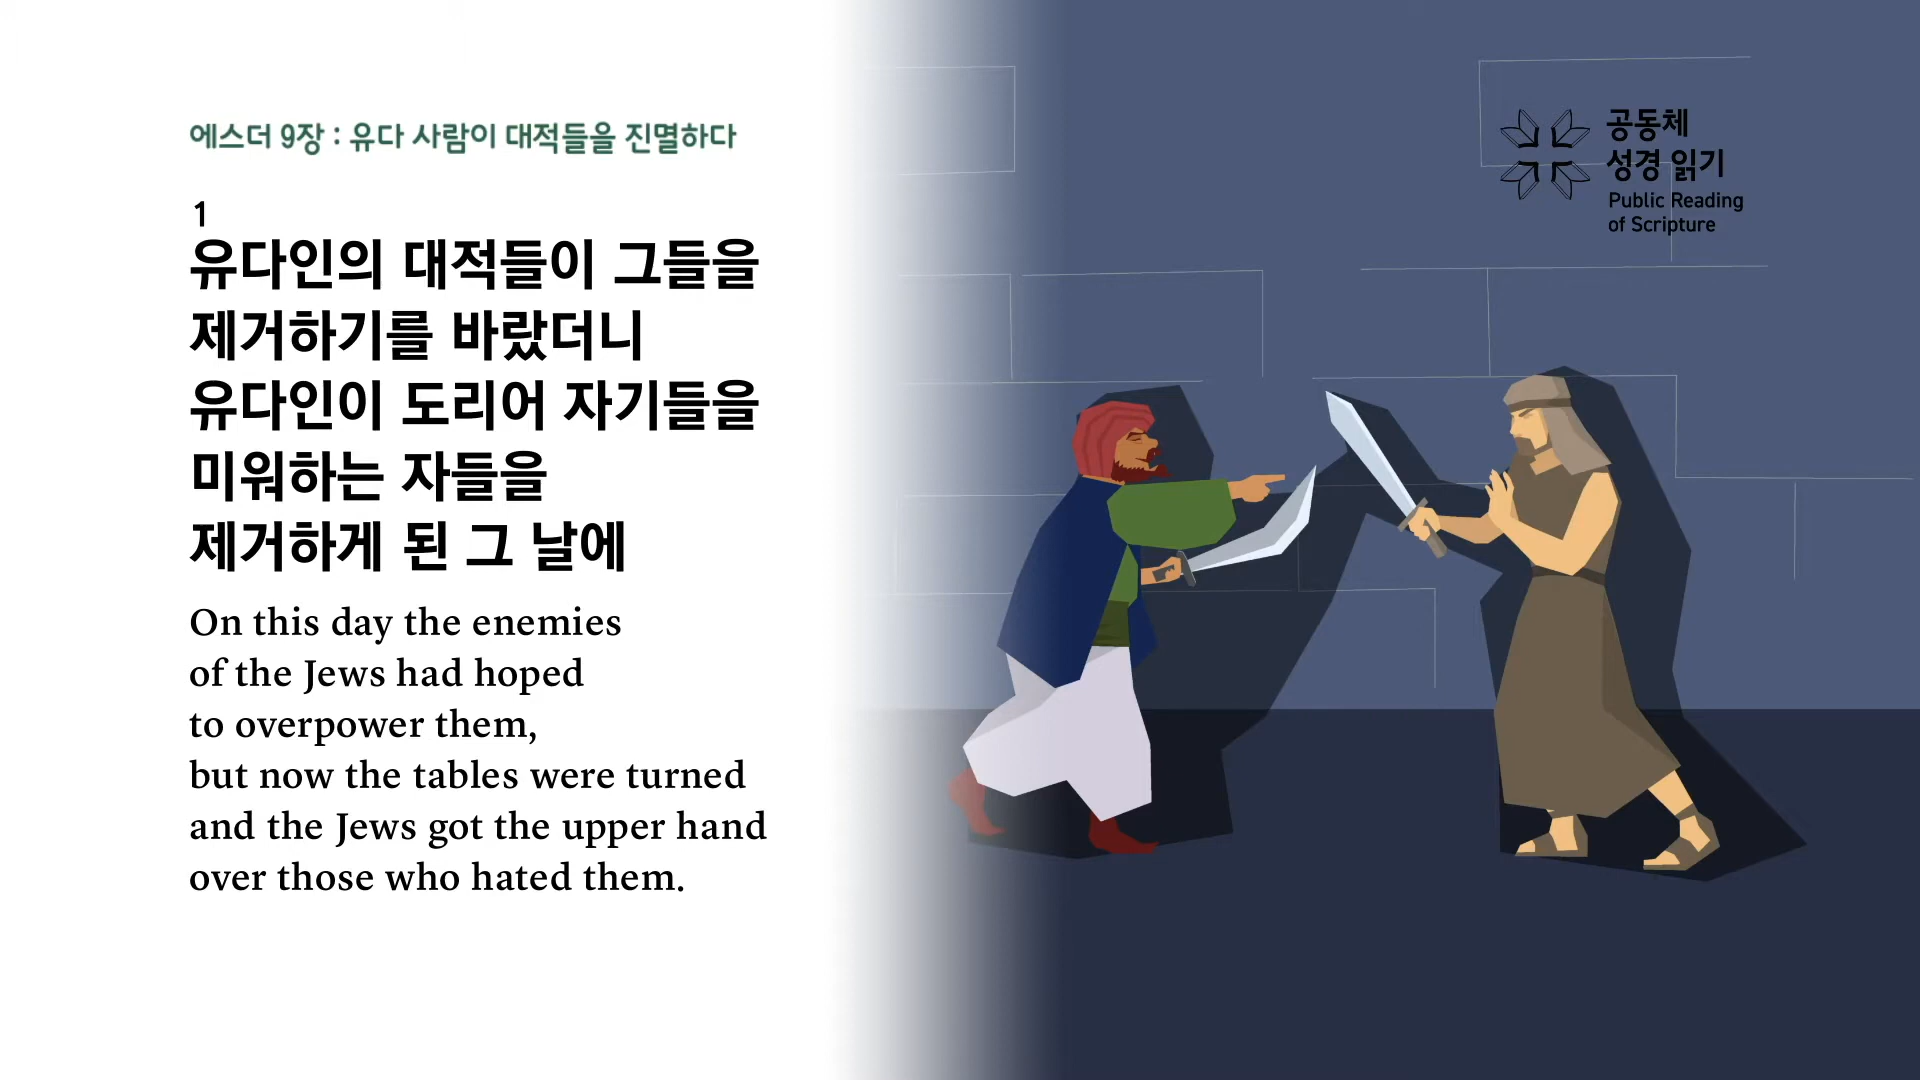 에스더 9장 : 유다 사람이 대적들을 진멸하다
1
유다인의 대적들이 그들을
제거하기를 바랐더니
유다인이 도리어 자기들을
미워하는 자들을
제거하게 된 그 날에
On this day the enemies
of the Jews had hoped
to overpower them,
but now the tables were turned
and the Jews got the upper hand
over those who hated them.
공동체
성경 읽기
Public Reading
of Scripture